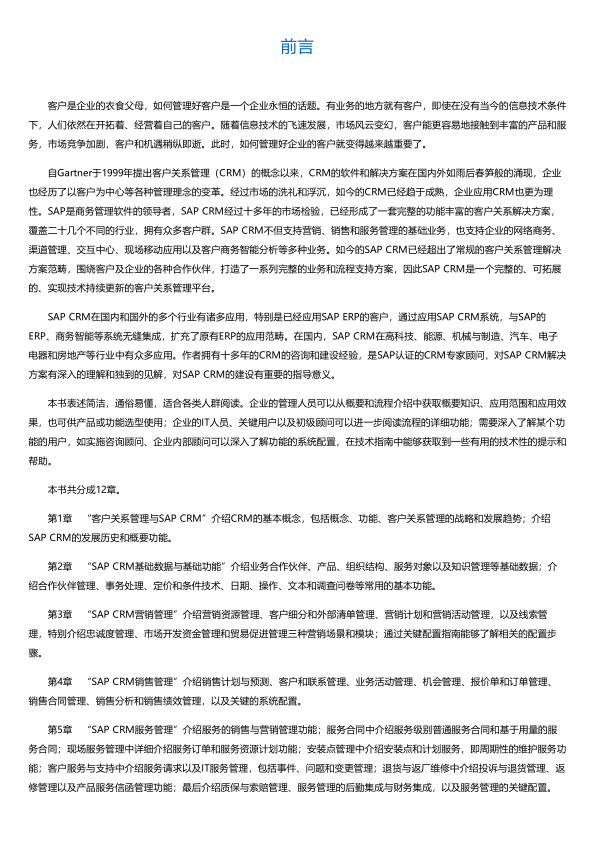 前言
客户是企业的衣食父母，如何管理好客户是一个企业永恒的话题。有业务的地方就有客户，即使在没有当今的信息技术条件
下，人们依然在开拓着、经营着自己的客户。随着信息技术的飞速发展，市场风云变幻，客户能更容易地接触到丰富的产品和服
务，市场竞争加剧，客户和机遇稍纵即逝。此时，如何管理好企业的客户就变得越来越重要了。
自Gartner于1999年提出客户关系管理（CRM）的概念以来，CRM的软件和解决方案在国内外如雨后春笋般的涌现，企业
也经历了以客户为中心等各种管理理念的变革。经过市场的洗礼和浮沉，如今的CRM已经趋于成熟，企业应用CRM也更为理
性。SAP是商务管理软件的领导者，SAP CRM经过十多年的市场检验，已经形成了一套完整的功能丰富的客户关系解决方案，
覆盖二十几个不同的行业，拥有众多客户群。SAP CRM不但支持营销、销售和服务管理的基础业务，也支持企业的网络商务、
渠道管理、交互中心、现场移动应用以及客户商务智能分析等多种业务。如今的SAP CRM已经超出了常规的客户关系管理解决
方案范畴，围绕客户及企业的各种合作伙伴，打造了一系列完整的业务和流程支持方案，因此SAP CRM是一个完整的、可拓展
的、实现技术持续更新的客户关系管理平台。
SAP CRM在国内和国外的多个行业有诸多应用，特别是已经应用SAP ERP的客户，通过应用SAP CRM系统，与SAP的
ERP、商务智能等系统无缝集成，扩充了原有ERP的应用范畴。在国内，SAP CRM在高科技、能源、机械与制造、汽车、电子
电器和房地产等行业中有众多应用。作者拥有十多年的CRM的咨询和建设经验，是SAP认证的CRM专家顾问，对SAP CRM解决
方案有深入的理解和独到的见解，对SAP CRM的建设有重要的指导意义。
本书表述简洁，通俗易懂，适合各类人群阅读。企业的管理人员可以从概要和流程介绍中获取概要知识、应用范围和应用效
果，也可供产品或功能选型使用；企业的IT人员、关键用户以及初级顾问可以进一步阅读流程的详细功能；需要深入了解某个功
能的用户，如实施咨询顾问、企业内部顾问可以深入了解功能的系统配置，在技术指南中能够获取到一些有用的技术性的提示和
帮助。
本书共分成12章。
第1章　“客户关系管理与SAP CRM”介绍CRM的基本概念，包括概念、功能、客户关系管理的战略和发展趋势；介绍
SAP CRM的发展历史和概要功能。
第2章　“SAP CRM基础数据与基础功能”介绍业务合作伙伴、产品、组织结构、服务对象以及知识管理等基础数据；介
绍合作伙伴管理、事务处理、定价和条件技术、日期、操作、文本和调查问卷等常用的基本功能。
第3章　“SAP CRM营销管理”介绍营销资源管理、客户细分和外部清单管理、营销计划和营销活动管理，以及线索管
理，特别介绍忠诚度管理、市场开发资金管理和贸易促进管理三种营销场景和模块；通过关键配置指南能够了解相关的配置步
骤。
第4章　“SAP CRM销售管理”介绍销售计划与预测、客户和联系管理、业务活动管理、机会管理、报价单和订单管理、
销售合同管理、销售分析和销售绩效管理，以及关键的系统配置。
第5章　“SAP CRM服务管理”介绍服务的销售与营销管理功能；服务合同中介绍服务级别普通服务合同和基于用量的服
务合同；现场服务管理中详细介绍服务订单和服务资源计划功能；安装点管理中介绍安装点和计划服务，即周期性的维护服务功
能；客户服务与支持中介绍服务请求以及IT服务管理，包括事件、问题和变更管理；退货与返厂维修中介绍投诉与退货管理、返
修管理以及产品服务信函管理功能；最后介绍质保与索赔管理、服务管理的后勤集成与财务集成，以及服务管理的关键配置。